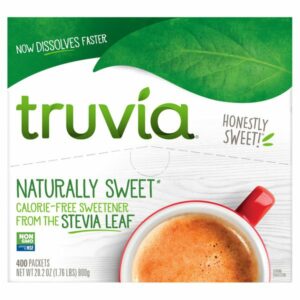 NOW DISSOLVES FASTER
truvia®
HONESTLY
SWEET!
NATURALLY SWEET*
CALORIE-FREE SWEETENER
FROM THE STEVIA LEAF
NON
GMO
NSF
400 PACKETS
NET WT 28.2 OZ (1.76 LBS) 800g